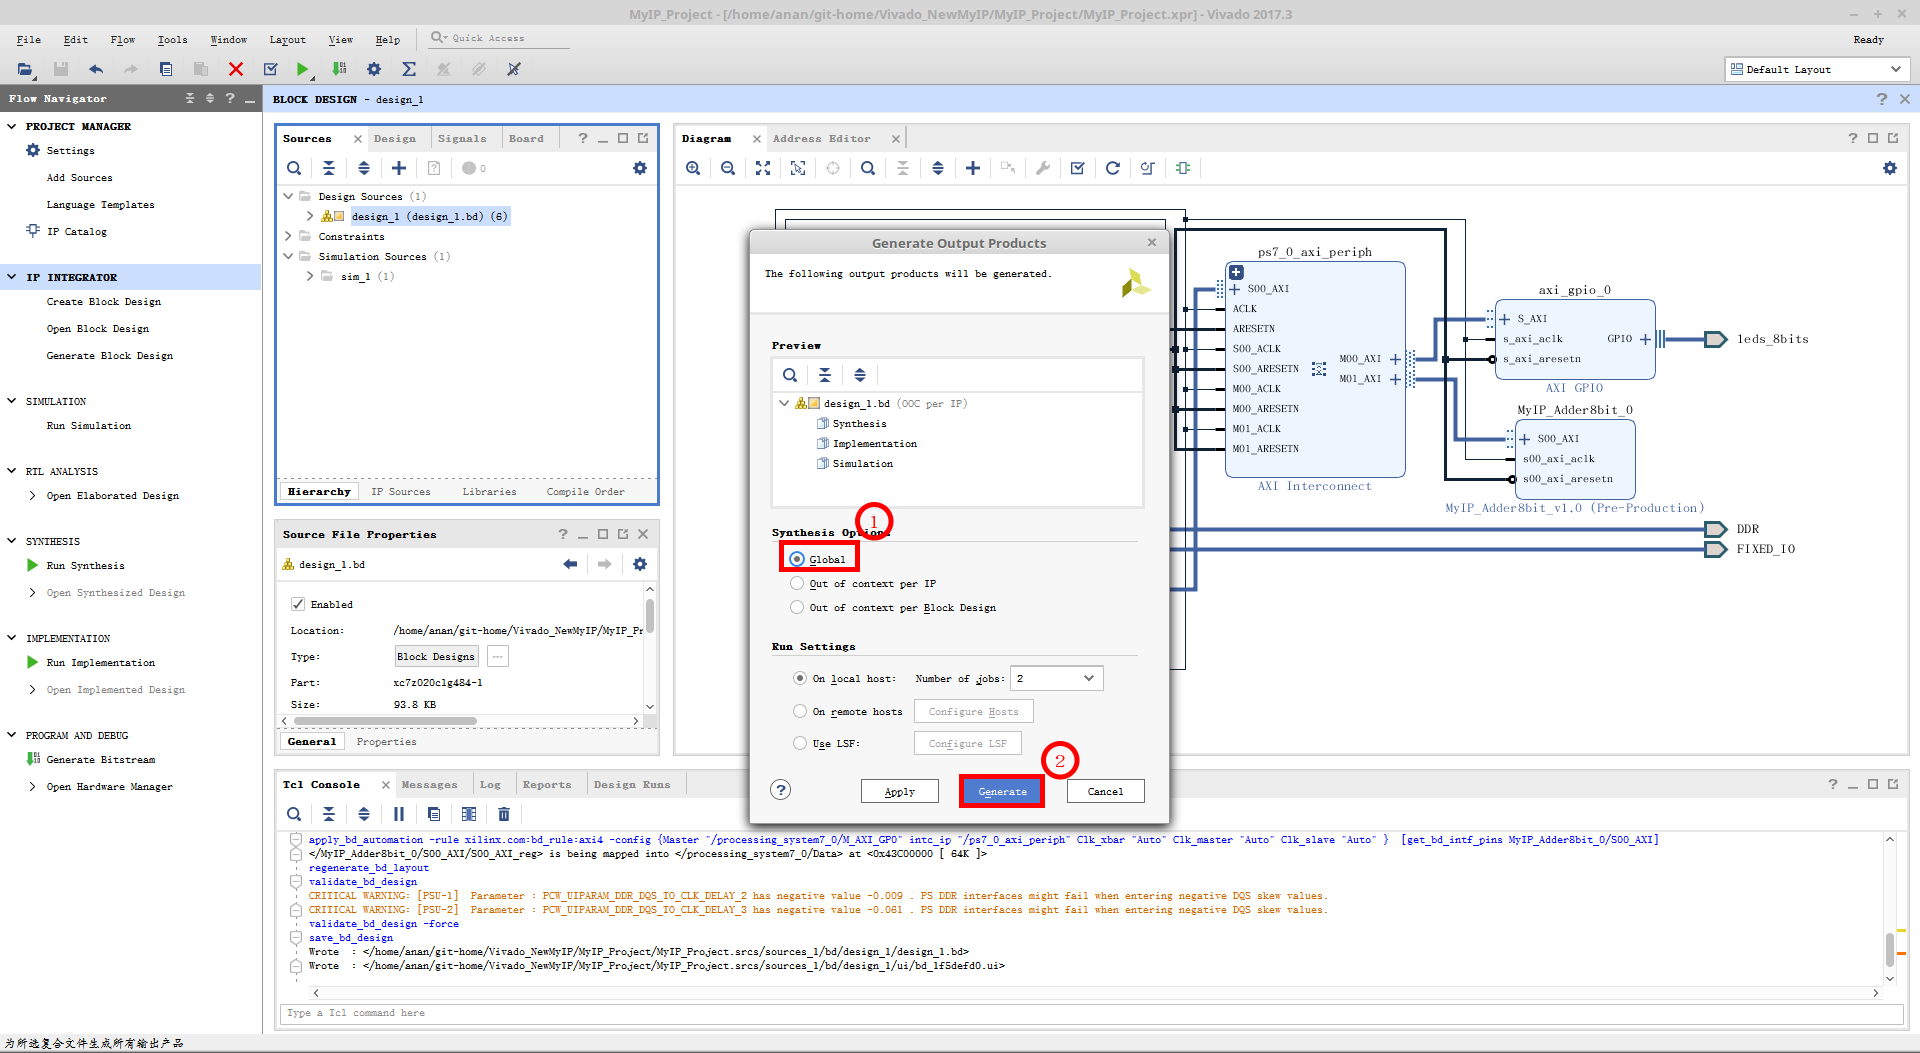 MyIP_Project - [/home/anan/git-home/Vivado_NewMyIP/MyIP_Project/MyIP_Project.xpr] - Vivado 2017.3
File Edit Flow Tools Window Layout View Help Quick Access
Ready
Default Layout
Flow Navigator
PROJECT MANAGER
Settings
Add Sources
Language Templates
IP Catalog
IP INTEGRATOR
Create Block Design
Open Block Design
Generate Block Design
SIMULATION
Run Simulation
RTL ANALYSIS
Open Elaborated Design
SYNTHESIS
Run Synthesis
Open Synthesized Design
IMPLEMENTATION
Run Implementation
Open Implemented Design
PROGRAM AND DEBUG
Generate Bitstream
Open Hardware Manager
BLOCK DESIGN - design_1
Sources Design Signals Board
0
Design Sources (1)
design_1 (design_1.bd) (6)
Constraints
Simulation Sources (1)
sim_1 (1)
Hierarchy IP Sources Libraries Compile Order
Source File Properties
design_1.bd
Enabled
Location: /home/anan/git-home/Vivado_NewMyIP/MyIP_Pr
Type: Block Designs
Part: xc7z020clg484-1
Size: 93.8 KB
General Properties
Diagram Address Editor
ps7_0_axi_periph
S00_AXI
ACLK
ARESETN
S00_ACLK
S00_ARESETN
M00_ACLK
M00_ARESETN
M01_ACLK
M01_ARESETN
M00_AXI
M01_AXI
AXI Interconnect
axi_gpio_0
S_AXI
s_axi_aclk
s_axi_aresetn
GPIO
AXI GPIO
leds_8bits
MyIP_Adder8bit_0
S00_AXI
s00_axi_aclk
s00_axi_aresetn
MyIP_Adder8bit_v1.0 (Pre-Production)
DDR
FIXED_IO
Generate Output Products
The following output products will be generated.
Preview
design_1.bd (OOC per IP)
Synthesis
Implementation
Simulation
Synthesis Options
1
Global
Out of context per IP
Out of context per Block Design
Run Settings
On local host: Number of jobs: 2
On remote hosts Configure Hosts
Use LSF: Configure LSF
2
Apply Generate Cancel
Tcl Console Messages Log Reports Design Runs
apply_bd_automation -rule xilinx.com:bd_rule:axi4 -config {Master "/processing_system7_0/M_AXI_GP0" intc_ip "/ps7_0_axi_periph" Clk_xbar "Auto" Clk_master "Auto" Clk_slave "Auto" }  [get_bd_intf_pins MyIP_Adder8bit_0/S00_AXI]
</MyIP_Adder8bit_0/S00_AXI/S00_AXI_reg> is being mapped into </processing_system7_0/Data> at <0x43C00000 [ 64K ]>
regenerate_bd_layout
validate_bd_design
CRITICAL WARNING: [PSU-1]  Parameter : PCW_UIPARAM_DDR_DQS_TO_CLK_DELAY_2 has negative value -0.009 . PS DDR interfaces might fail when entering negative DQS skew values.
CRITICAL WARNING: [PSU-2]  Parameter : PCW_UIPARAM_DDR_DQS_TO_CLK_DELAY_3 has negative value -0.061 . PS DDR interfaces might fail when entering negative DQS skew values.
validate_bd_design -force
save_bd_design
Wrote  : </home/anan/git-home/Vivado_NewMyIP/MyIP_Project/MyIP_Project.srcs/sources_1/bd/design_1/design_1.bd>
Wrote  : </home/anan/git-home/Vivado_NewMyIP/MyIP_Project/MyIP_Project.srcs/sources_1/bd/design_1/ui/bd_1f5defd0.ui>
Type a Tcl command here
为所选复合文件生成所有输出产品